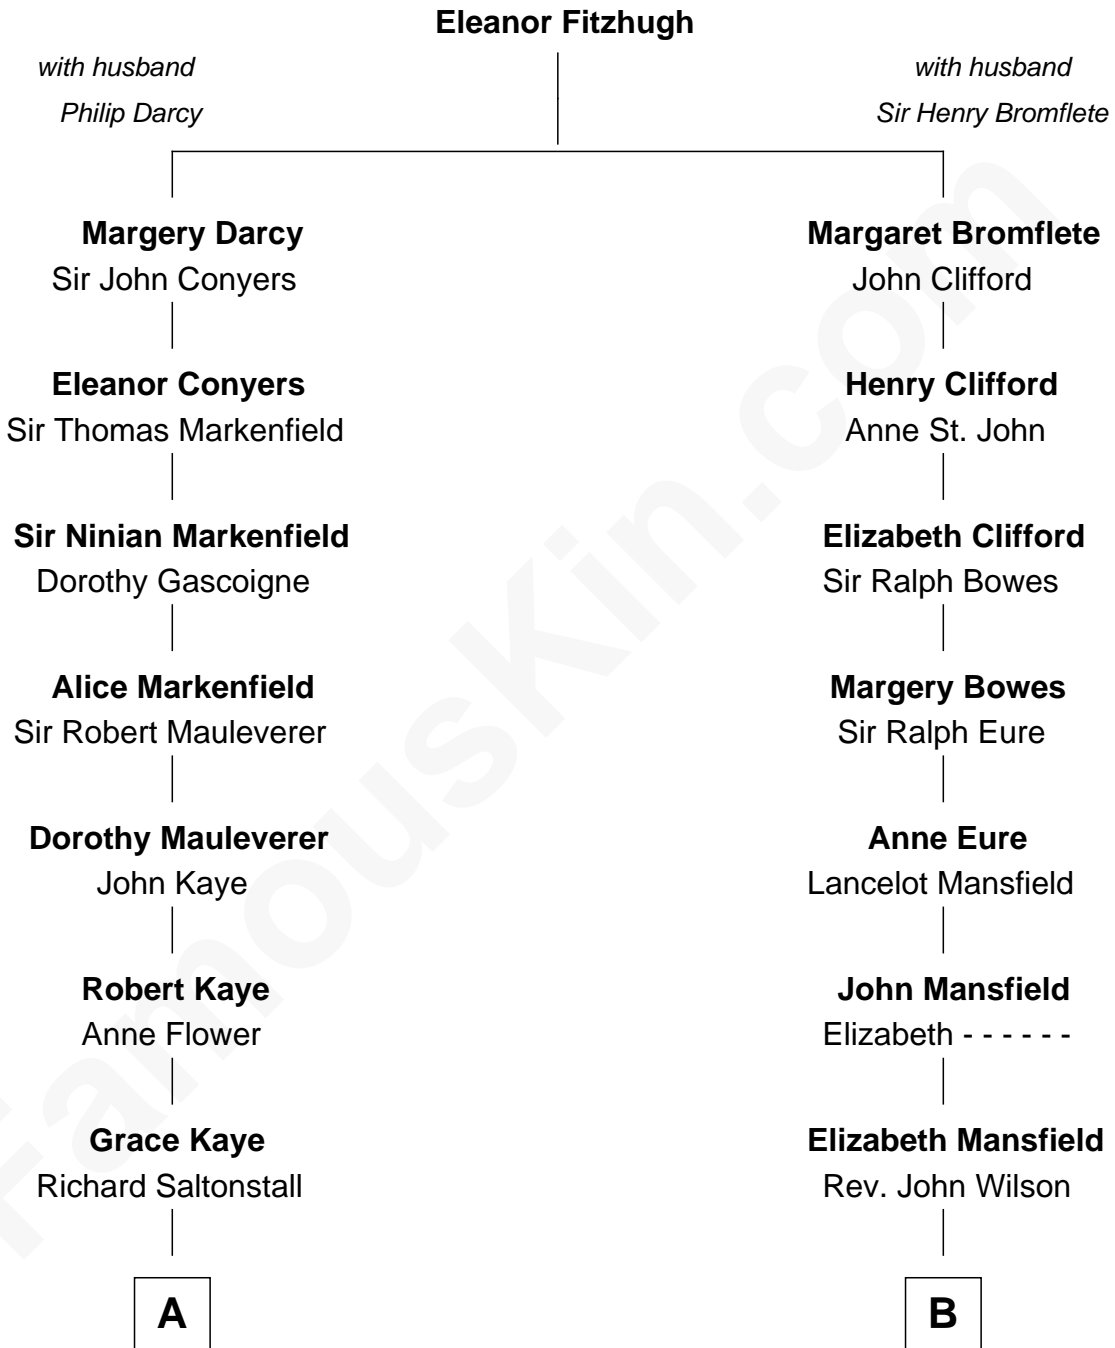 Eleanor Fitzhugh
with husband
Philip Darcy
with husband
Sir Henry Bromflete
Margery Darcy
Sir John Conyers
Margaret Bromflete
John Clifford
Eleanor Conyers
Sir Thomas Markenfield
Henry Clifford
Anne St. John
Sir Ninian Markenfield
Dorothy Gascoigne
Elizabeth Clifford
Sir Ralph Bowes
Alice Markenfield
Sir Robert Mauleverer
Margery Bowes
Sir Ralph Eure
Dorothy Mauleverer
John Kaye
Anne Eure
Lancelot Mansfield
Robert Kaye
Anne Flower
John Mansfield
Elizabeth - - - - - -
Grace Kaye
Richard Saltonstall
Elizabeth Mansfield
Rev. John Wilson
A
B
FamousKin.com